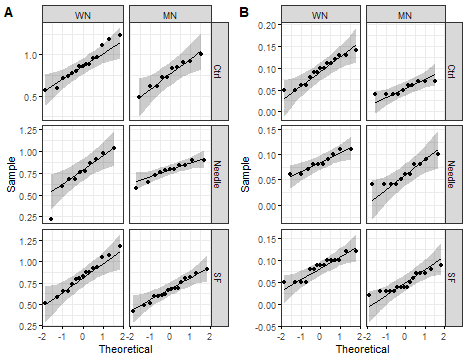 A
WN MN
1.0
0.5
Ctrl
1.25
1.00
0.75
0.50
0.25
Needle
1.25
1.00
0.75
0.50
0.25
SF
Sample
-2 -1 0 1 2 -2 -1 0 1 2
Theoretical
B
WN MN
0.20
0.15
0.10
0.05
0.00
Ctrl
0.15
0.10
0.05
0.00
Needle
0.15
0.10
0.05
0.00
-0.05
SF
Sample
-2 -1 0 1 2 -2 -1 0 1 2
Theoretical